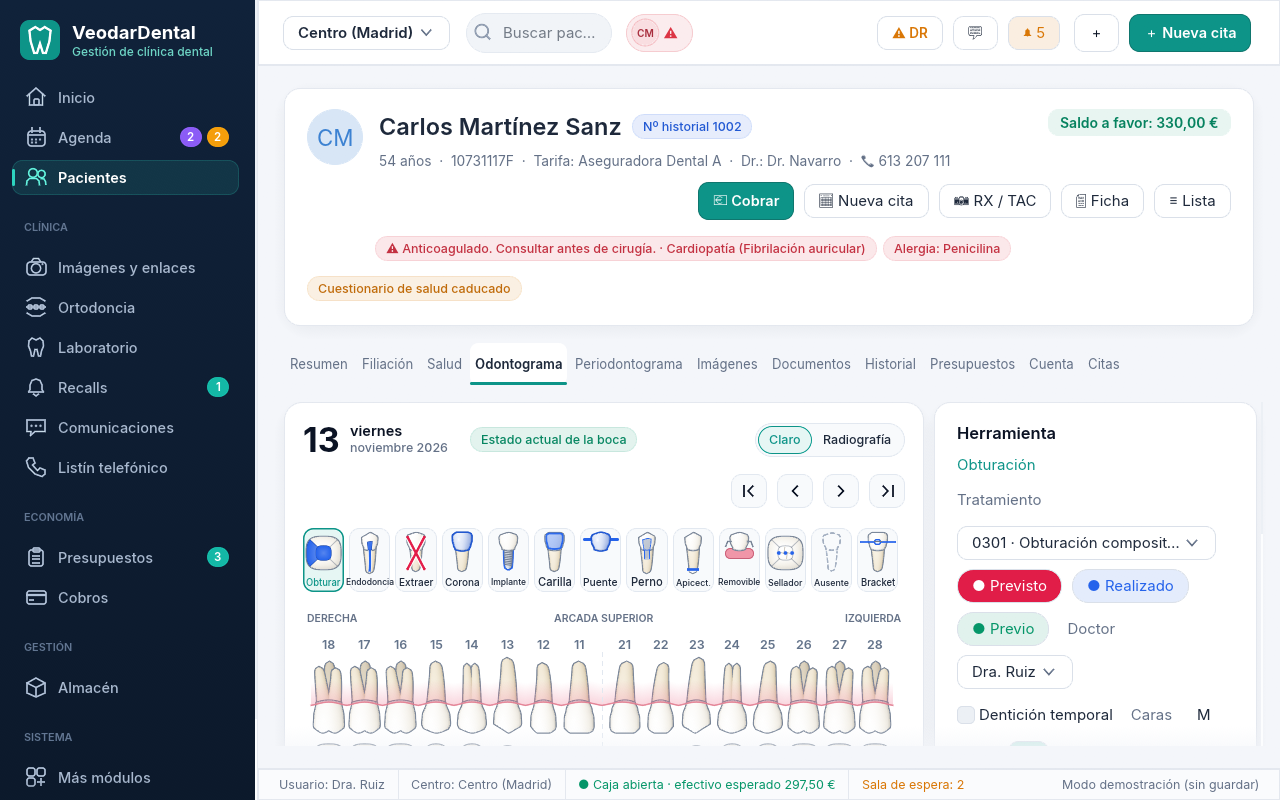 VeodarDental
Gestión de clínica dental
Inicio
Agenda 2 2
Pacientes
CLÍNICA
Imágenes y enlaces
Ortodoncia
Laboratorio
Recalls 1
Comunicaciones
Listín telefónico
ECONOMÍA
Presupuestos 3
Cobros
GESTIÓN
Almacén
SISTEMA
Más módulos
Centro (Madrid) Buscar pac... CM DR 5 + + Nueva cita
CM
Carlos Martínez Sanz Nº historial 1002 Saldo a favor: 330,00 €
54 años · 10731117F · Tarifa: Aseguradora Dental A · Dr.: Dr. Navarro · 613 207 111
Cobrar Nueva cita RX / TAC Ficha ≡ Lista
Anticoagulado. Consultar antes de cirugía. · Cardiopatía (Fibrilación auricular) Alergia: Penicilina
Cuestionario de salud caducado
Resumen Filiación Salud Odontograma Periodontograma Imágenes Documentos Historial Presupuestos Cuenta Citas
13 viernes
noviembre 2026
Estado actual de la boca
Claro Radiografía
Obturar Endodoncia Extraer Corona Implante Carilla Puente Perno Apicect. Removible Sellador Ausente Bracket
DERECHA ARCADA SUPERIOR IZQUIERDA
18 17 16 15 14 13 12 11 21 22 23 24 25 26 27 28
Herramienta
Obturación
Tratamiento
0301 · Obturación composit...
Previsto Realizado
Previo Doctor
Dra. Ruiz
Dentición temporal Caras M
Usuario: Dra. Ruiz Centro: Centro (Madrid) Caja abierta · efectivo esperado 297,50 € Sala de espera: 2 Modo demostración (sin guardar)